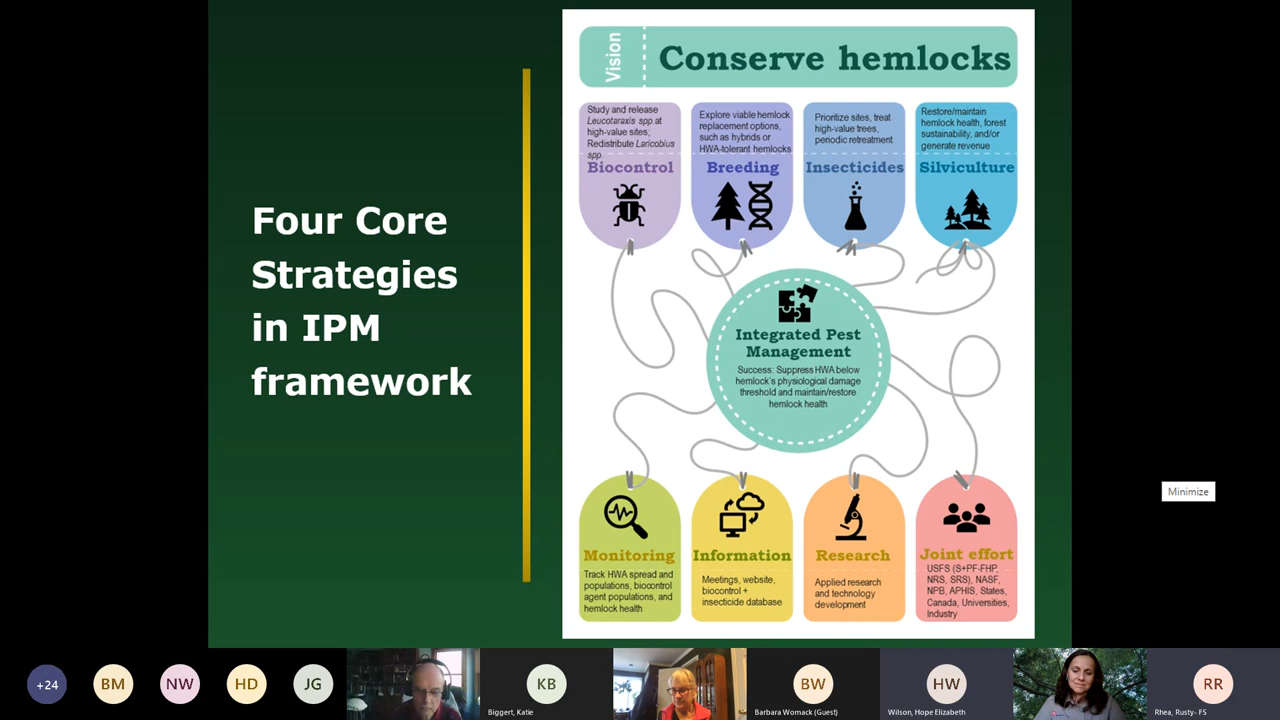 Four Core
Strategies
in IPM
framework
Vision
Conserve hemlocks
Study and release
Leucotaraxis spp. at
high-value sites;
Redistribute Laricobius
spp.
Biocontrol
Explore viable hemlock
replacement options,
such as hybrids or
HWA-tolerant hemlocks
Breeding
Prioritize sites, treat
high-value trees,
periodic retreatment
Insecticides
Restore/maintain
hemlock health, forest
sustainability, and/or
generate revenue
Silviculture
Integrated Pest
Management
Success: Suppress HWA below
hemlock's physiological damage
threshold and maintain/restore
hemlock health
Monitoring
Track HWA spread and
populations, biocontrol
agent populations, and
hemlock health
Information
Meetings, website,
biocontrol +
insecticide database
Research
Applied research
and technology
development
Joint effort
USFS (S+PF-FHP,
NRS, SRS), NASF,
NPB, APHIS, States,
Canada, Universities,
Industry
Minimize
+24
BM
NW
HD
JG
KB
Biggert, Katie
BW
Barbara Womack (Guest)
HW
Wilson, Hope Elizabeth
RR
Rhea, Rusty- FS